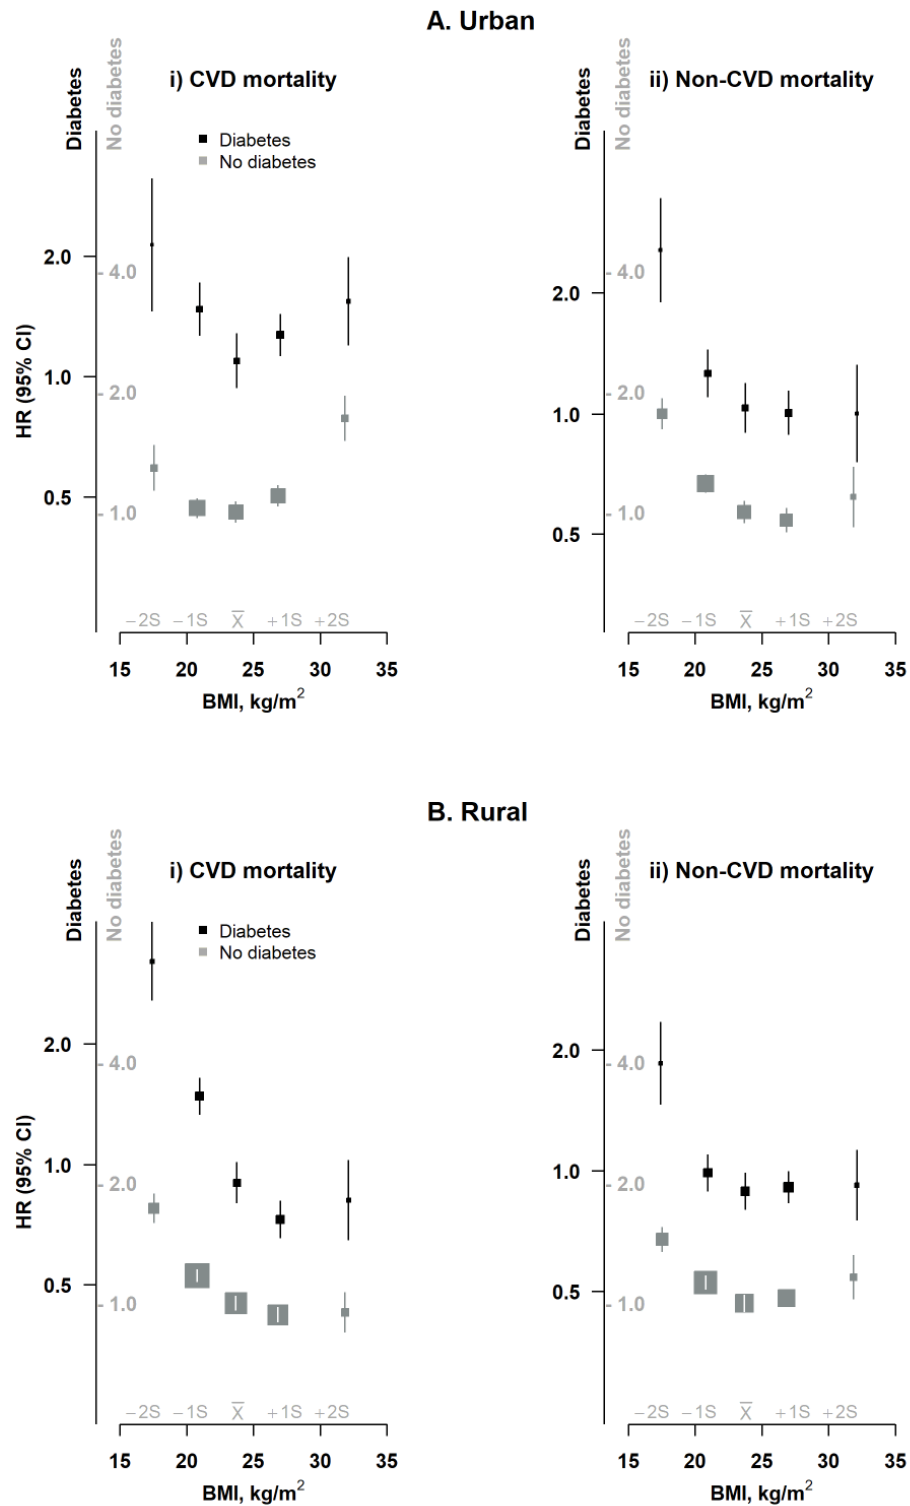 A. Urban
i) CVD mortality
ii) Non-CVD mortality
Diabetes
No diabetes
Diabetes
No diabetes
Diabetes
No diabetes
HR (95% CI)
2.0
1.0
0.5
- 4.0
- 2.0
- 1.0
2.0
1.0
0.5
- 4.0
- 2.0
- 1.0
−2S −1S X̅ +1S +2S
−2S −1S X̅ +1S +2S
15 20 25 30 35
15 20 25 30 35
BMI, kg/m²
BMI, kg/m²
B. Rural
i) CVD mortality
ii) Non-CVD mortality
Diabetes
No diabetes
Diabetes
No diabetes
Diabetes
No diabetes
HR (95% CI)
2.0
1.0
0.5
- 4.0
- 2.0
- 1.0
2.0
1.0
0.5
- 4.0
- 2.0
- 1.0
−2S −1S X̅ +1S +2S
−2S −1S X̅ +1S +2S
15 20 25 30 35
15 20 25 30 35
BMI, kg/m²
BMI, kg/m²